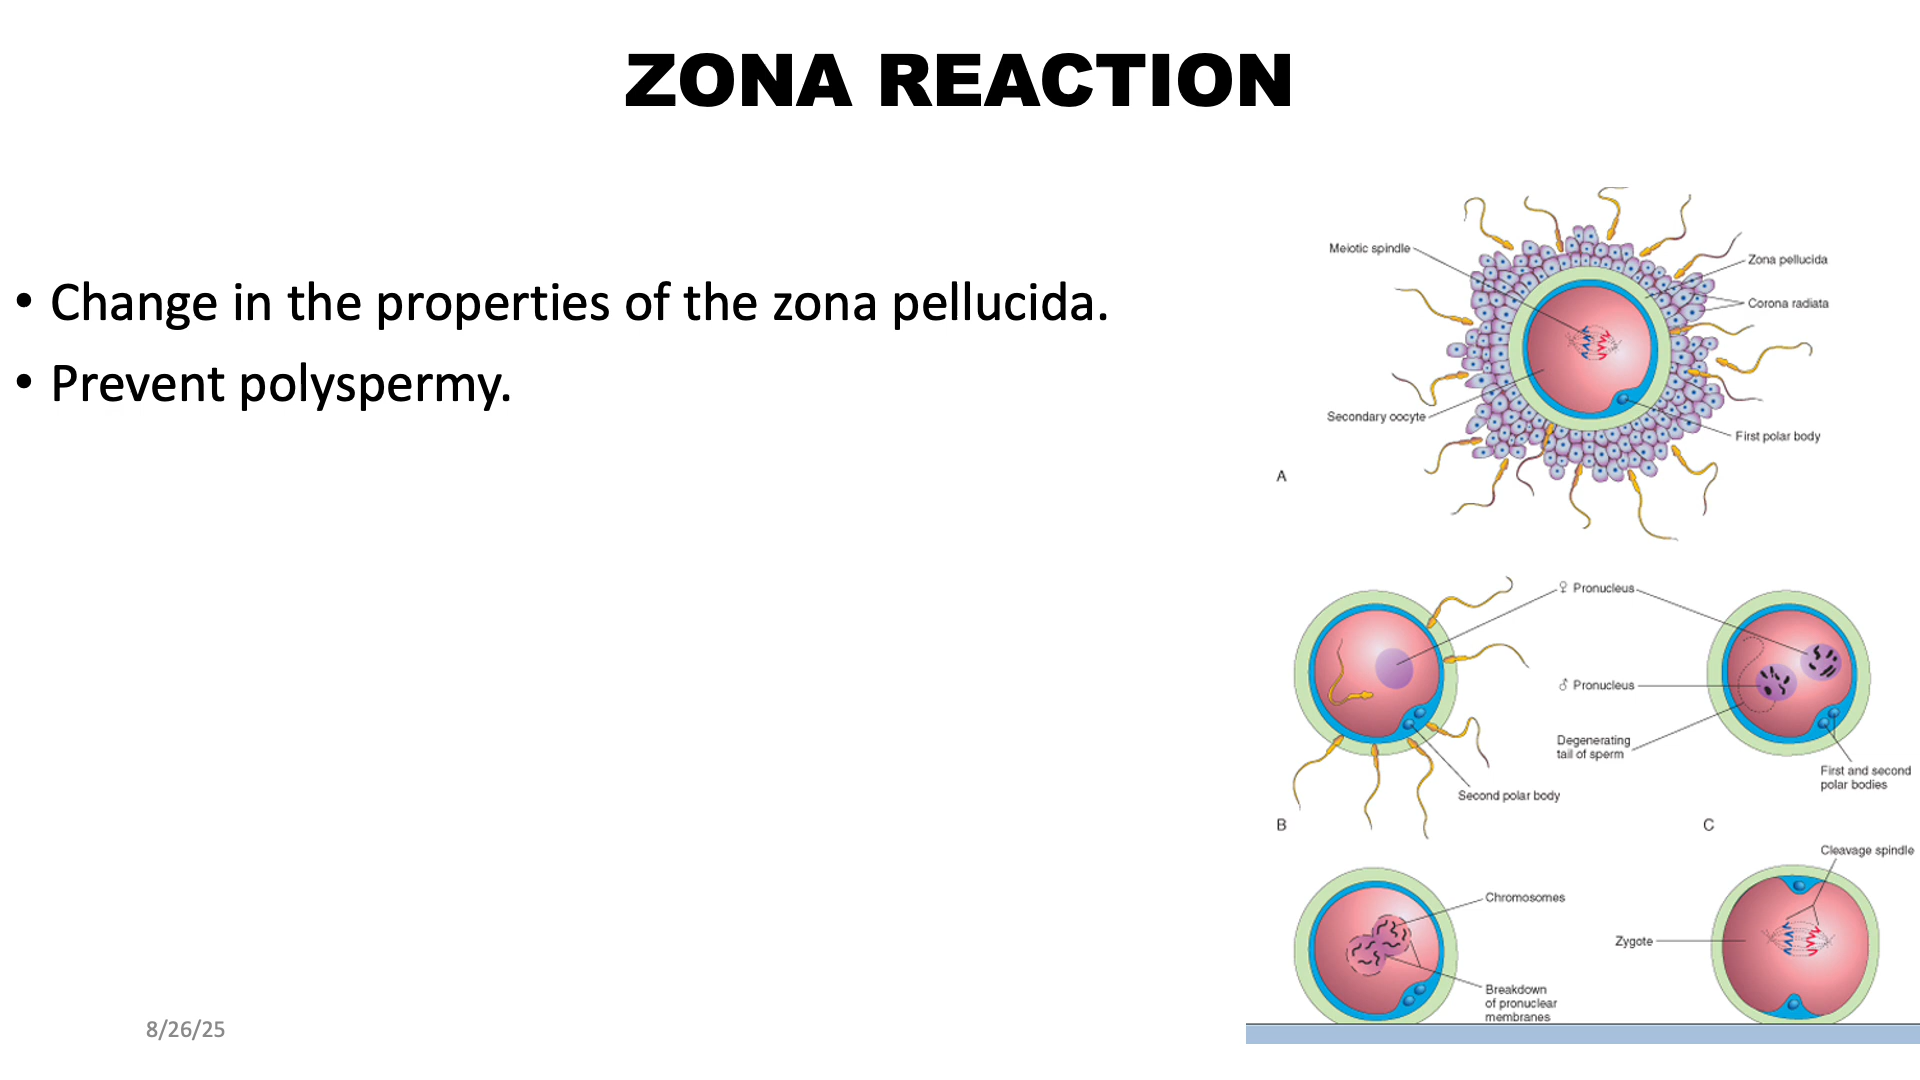 ZONA REACTION
• Change in the properties of the zona pellucida.
• Prevent polyspermy.
Meiotic spindle
Zona pellucida
Corona radiata
Secondary oocyte
First polar body
A
♀ Pronucleus
♂ Pronucleus
Degenerating
tail of sperm
First and second
polar bodies
Second polar body
B
C
Cleavage spindle
Chromosomes
Zygote
Breakdown
of pronuclear
membranes
8/26/25